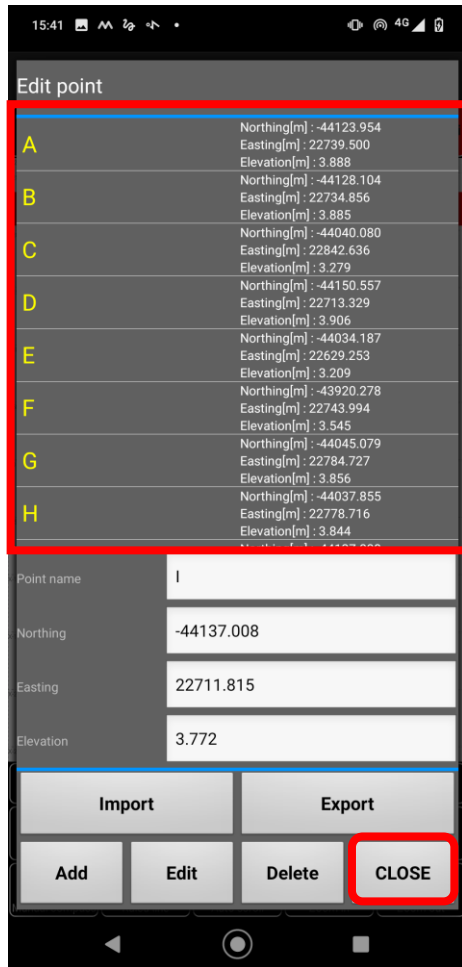 15:41
4G
Edit point
A
Northing[m] : -44123.954
Easting[m] : 22739.500
Elevation[m] : 3.888
B
Northing[m] : -44128.104
Easting[m] : 22734.856
Elevation[m] : 3.885
C
Northing[m] : -44040.080
Easting[m] : 22842.636
Elevation[m] : 3.279
D
Northing[m] : -44150.557
Easting[m] : 22713.329
Elevation[m] : 3.906
E
Northing[m] : -44034.187
Easting[m] : 22629.253
Elevation[m] : 3.209
F
Northing[m] : -43920.278
Easting[m] : 22743.994
Elevation[m] : 3.545
G
Northing[m] : -44045.079
Easting[m] : 22784.727
Elevation[m] : 3.856
H
Northing[m] : -44037.855
Easting[m] : 22778.716
Elevation[m] : 3.844
Point name I
Northing -44137.008
Easting 22711.815
Elevation 3.772
Import Export
Add Edit Delete CLOSE